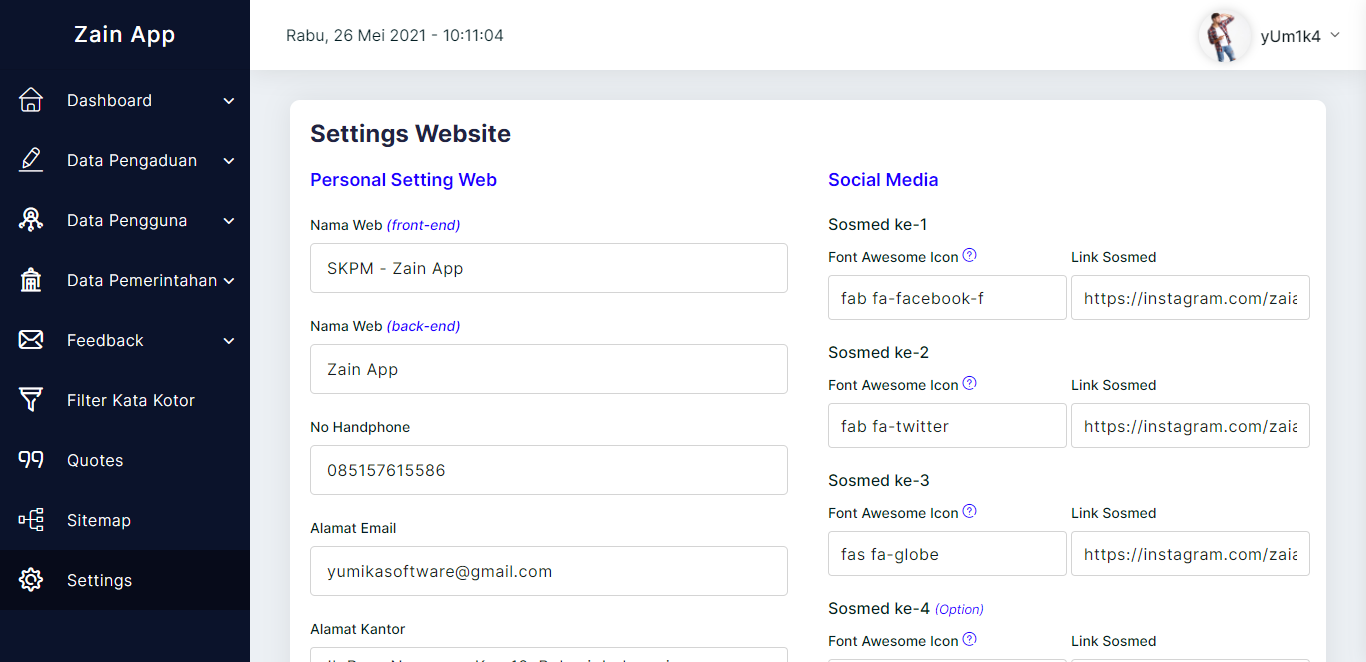 Zain App
Dashboard
Data Pengaduan
Data Pengguna
Data Pemerintahan
Feedback
Filter Kata Kotor
Quotes
Sitemap
Settings
Rabu, 26 Mei 2021 - 10:11:04
yUm1k4
Settings Website
Personal Setting Web
Nama Web (front-end)
SKPM - Zain App
Nama Web (back-end)
Zain App
No Handphone
085157615586
Alamat Email
yumikasoftware@gmail.com
Alamat Kantor
Social Media
Sosmed ke-1
Font Awesome Icon Link Sosmed
fab fa-facebook-f https://instagram.com/zaia
Sosmed ke-2
Font Awesome Icon Link Sosmed
fab fa-twitter https://instagram.com/zaia
Sosmed ke-3
Font Awesome Icon Link Sosmed
fas fa-globe https://instagram.com/zaia
Sosmed ke-4 (Option)
Font Awesome Icon Link Sosmed